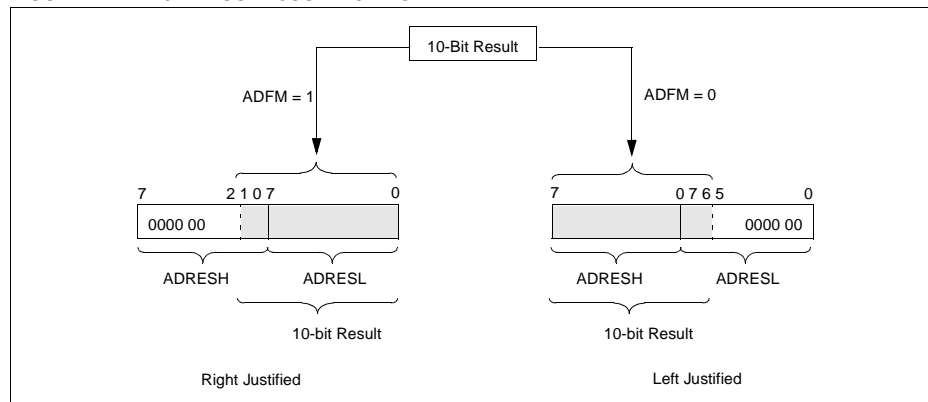 10-Bit Result
ADFM = 1
ADFM = 0
7 2 1 0 7 0
0000 00
ADRESH ADRESL
10-bit Result
Right Justified
7 0 7 6 5 0
0000 00
ADRESH ADRESL
10-bit Result
Left Justified